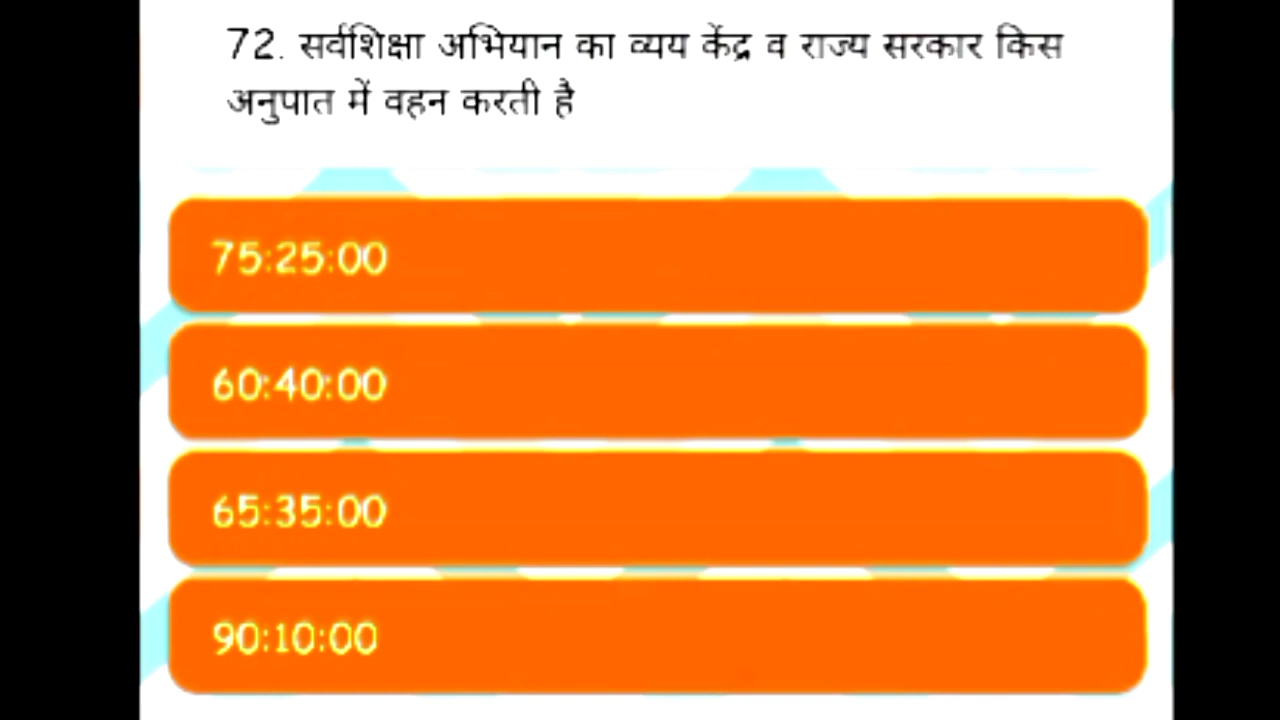 72. सर्वशिक्षा अभियान का व्यय केंद्र व राज्य सरकार किस
अनुपात में वहन करती है
75:25:00
60:40:00
65:35:00
90:10:00